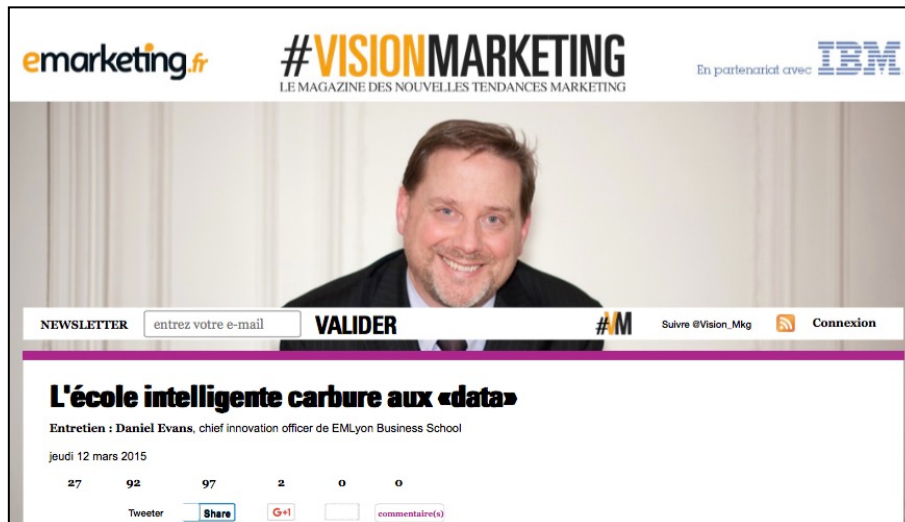 emarketing.fr
#VISIONMARKETING
LE MAGAZINE DES NOUVELLES TENDANCES MARKETING
En partenariat avec IBM
NEWSLETTER entrez votre e-mail VALIDER #VM Suivre @Vision_Mkg Connexion
L'école intelligente carbure aux «data»
Entretien : Daniel Evans, chief innovation officer de EMLyon Business School
jeudi 12 mars 2015
27 92 97 2 0 0
Tweeter Share G+1 commentaire(s)